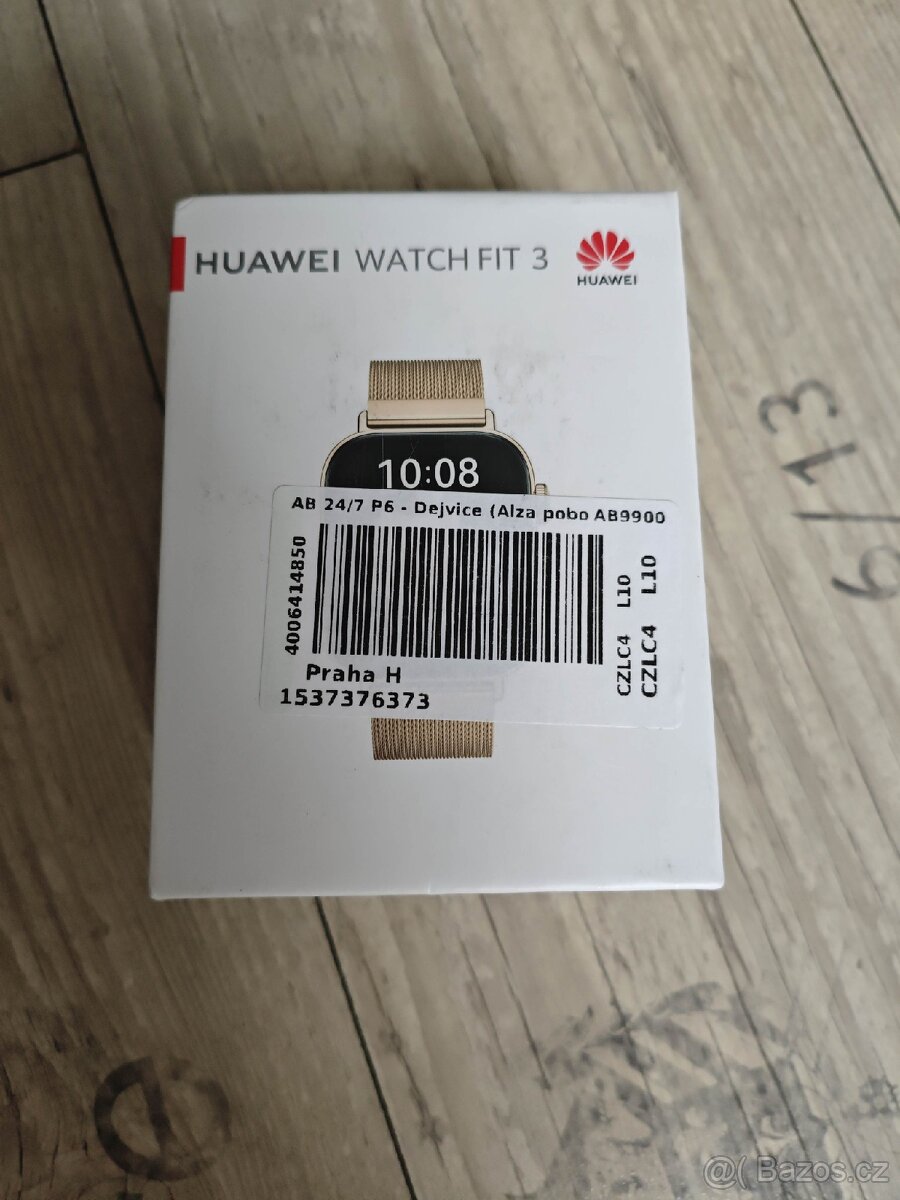 HUAWEI WATCH FIT 3
HUAWEI
10:08
AB 24/7 P6 - Dejvice (Alza pobo AB9900
4006414850
CZLC4 L10
CZLC4 L10
Praha H
1537376373
6/13
@( Bazos.cz